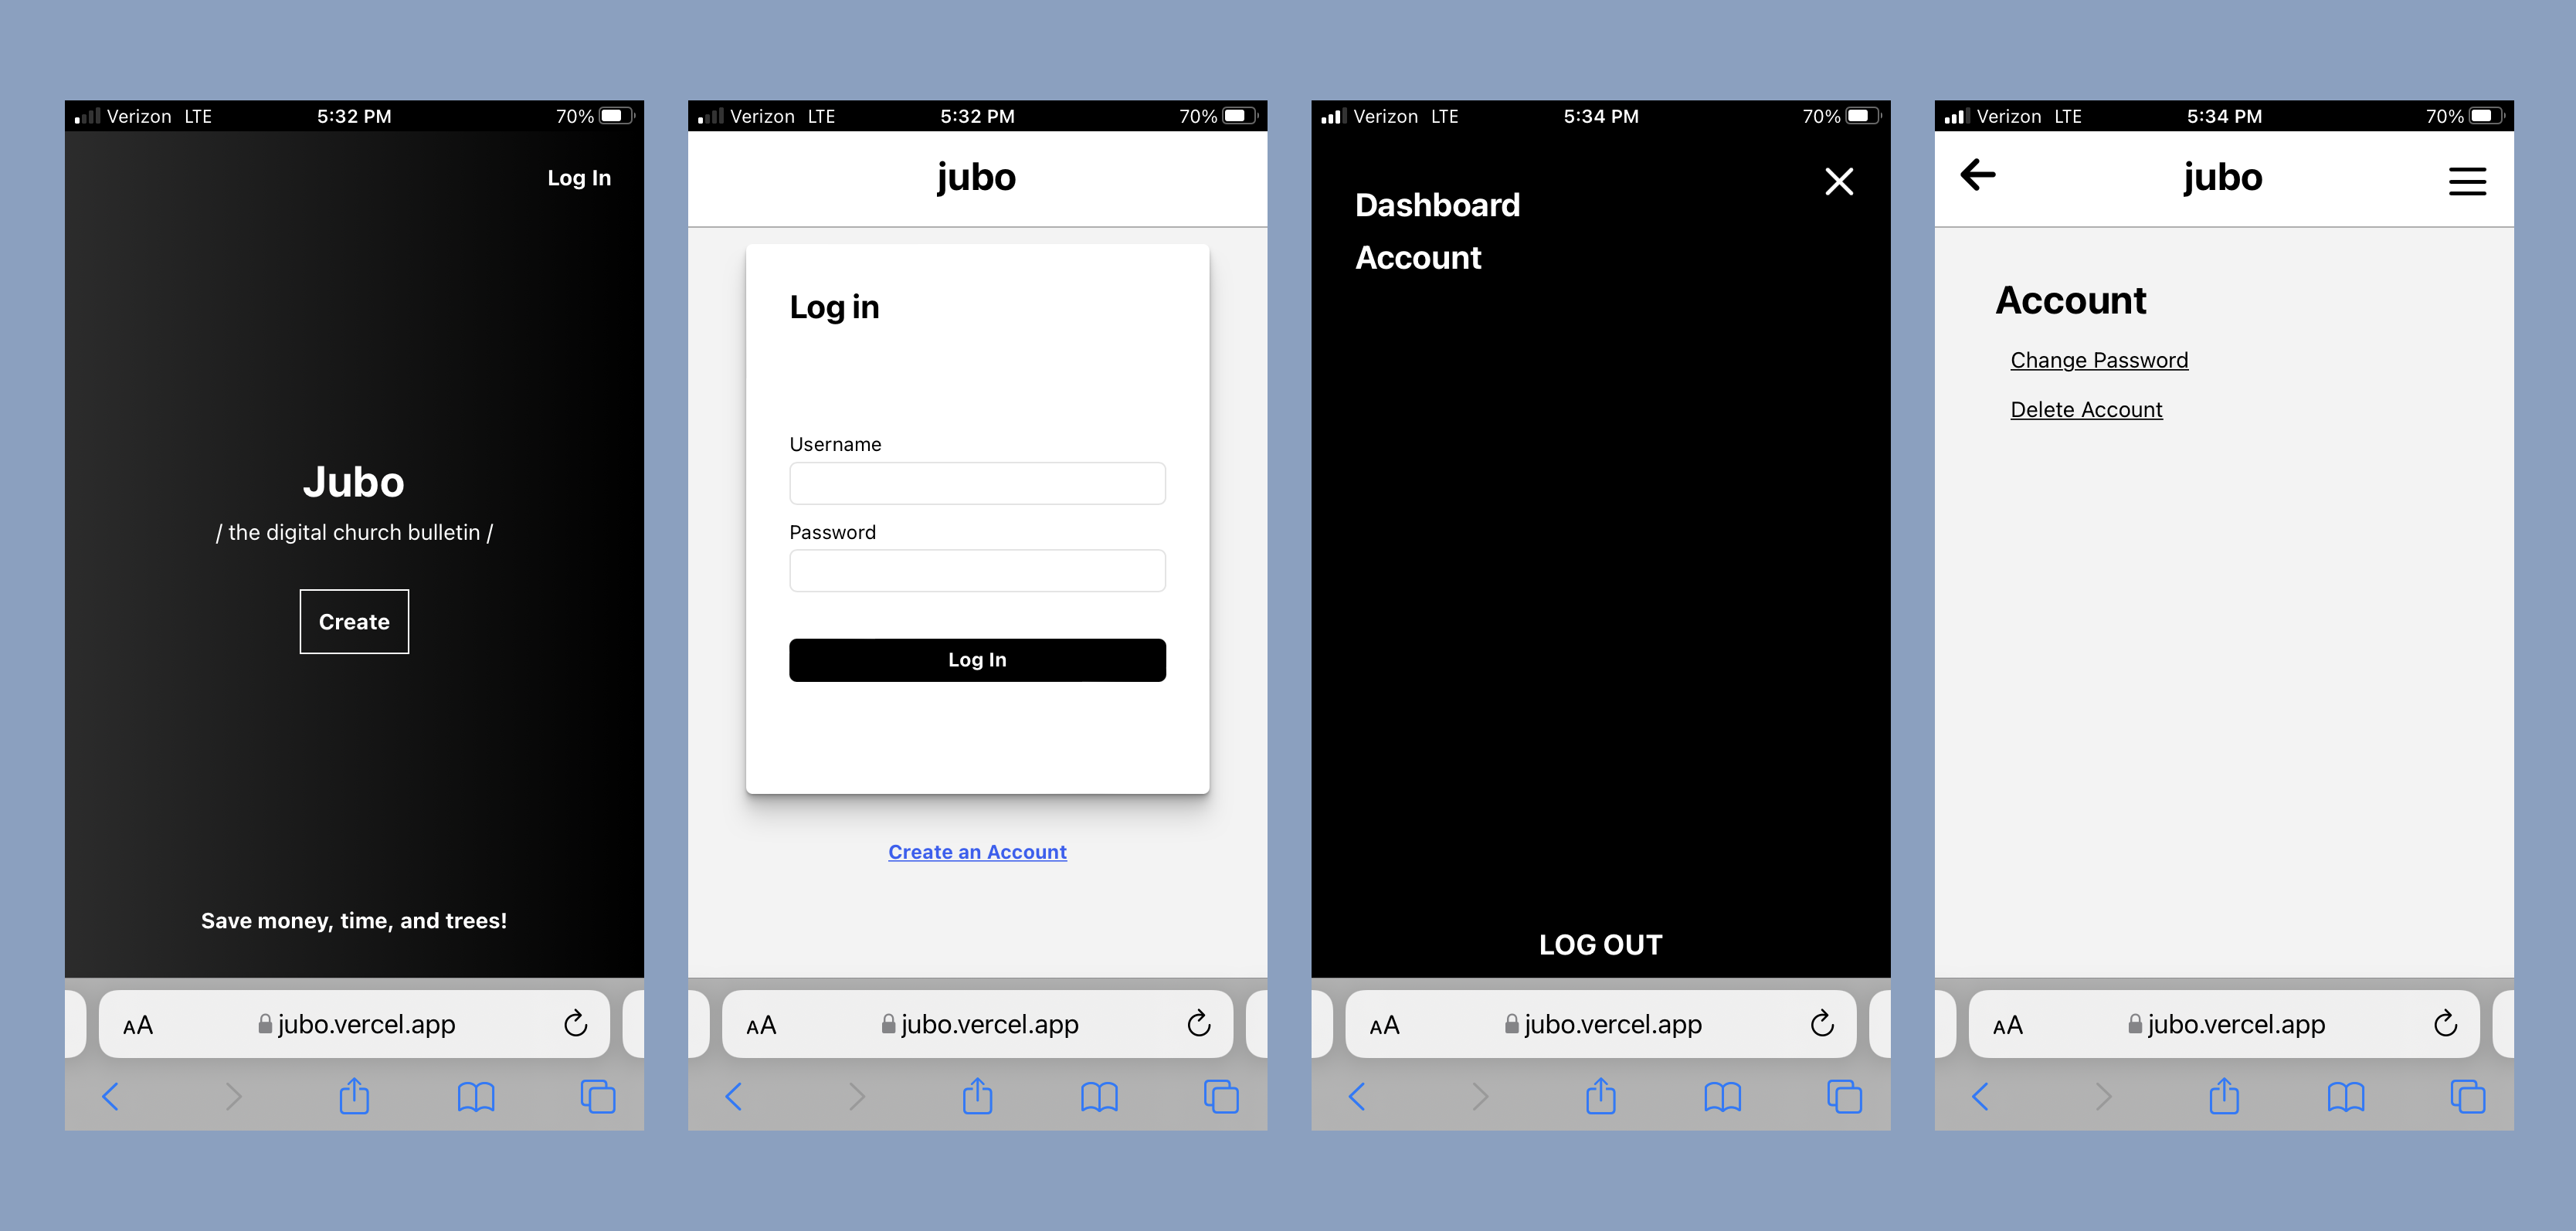 Verizon LTE 5:32 PM 70%
Log In
Jubo
/ the digital church bulletin /
Create
Save money, time, and trees!
AA jubo.vercel.app
Verizon LTE 5:32 PM 70%
jubo
Log in
Username
Password
Log In
Create an Account
AA jubo.vercel.app
Verizon LTE 5:34 PM 70%
Dashboard
Account
LOG OUT
AA jubo.vercel.app
Verizon LTE 5:34 PM 70%
jubo
Account
Change Password
Delete Account
AA jubo.vercel.app